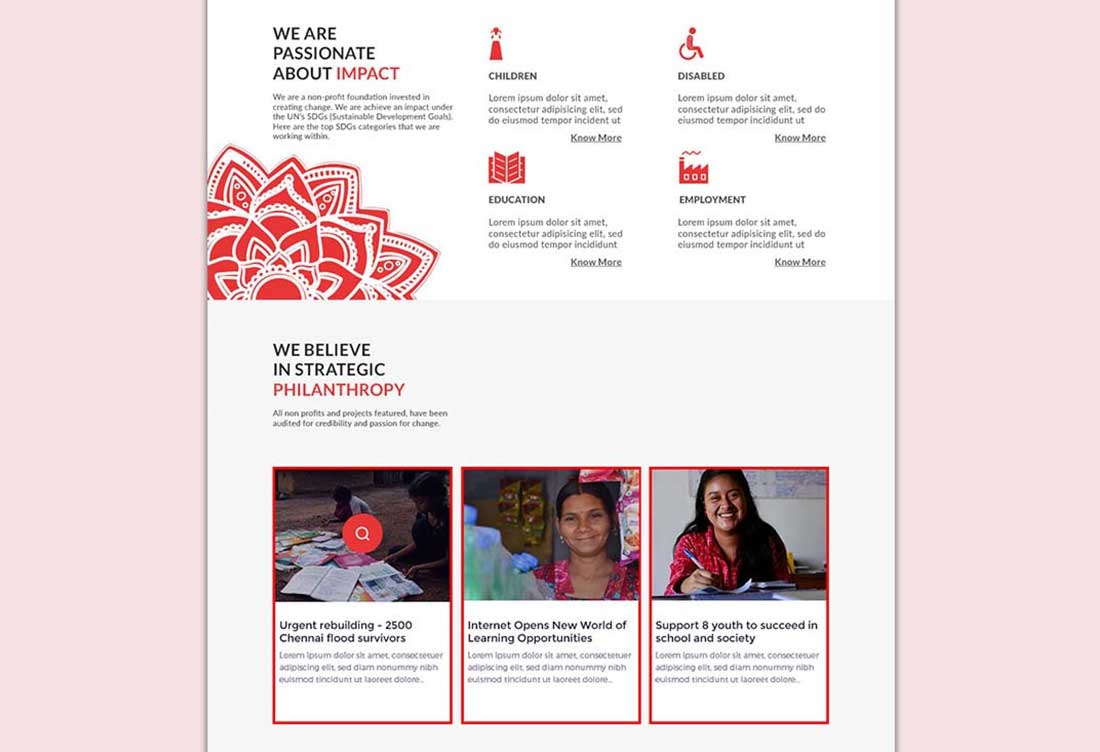 WE ARE
PASSIONATE
ABOUT IMPACT
We are a non-profit foundation invested in
creating change. We are achieve an impact under
the UN's SDGs (Sustainable Development Goals).
Here are the top SDGs categories that we are
working within.
CHILDREN
Lorem ipsum dolor sit amet,
consectetur adipisicing elit, sed
do eiusmod tempor incident ut
Know More
DISABLED
Lorem ipsum dolor sit amet,
consectetur adipisicing elit, sed do
eiusmod tempor incididunt ut
Know More
EDUCATION
Lorem ipsum dolor sit amet,
consectetur adipisicing elit, sed
do eiusmod tempor incididunt
Know More
EMPLOYMENT
Lorem ipsum dolor sit amet,
consectetur adipisicing elit, sed do
eiusmod tempor incididunt ut
Know More
WE BELIEVE
IN STRATEGIC
PHILANTHROPY
All non profits and projects featured, have been
audited for credibility and passion for change.
Urgent rebuilding - 2500
Chennai flood survivors
Lorem ipsum dolor sit amet, consectetuer
adipiscing elit, sed diam nonummy nibh
euismod tincidunt ut laoreet dolore...
Internet Opens New World of
Learning Opportunities
Lorem ipsum dolor sit amet, consectetuer
adipiscing elit, sed diam nonummy nibh
euismod tincidunt ut laoreet dolore...
Support 8 youth to succeed in
school and society
Lorem ipsum dolor sit amet, consectetuer
adipiscing elit, sed diam nonummy nibh
euismod tincidunt ut laoreet dolore...